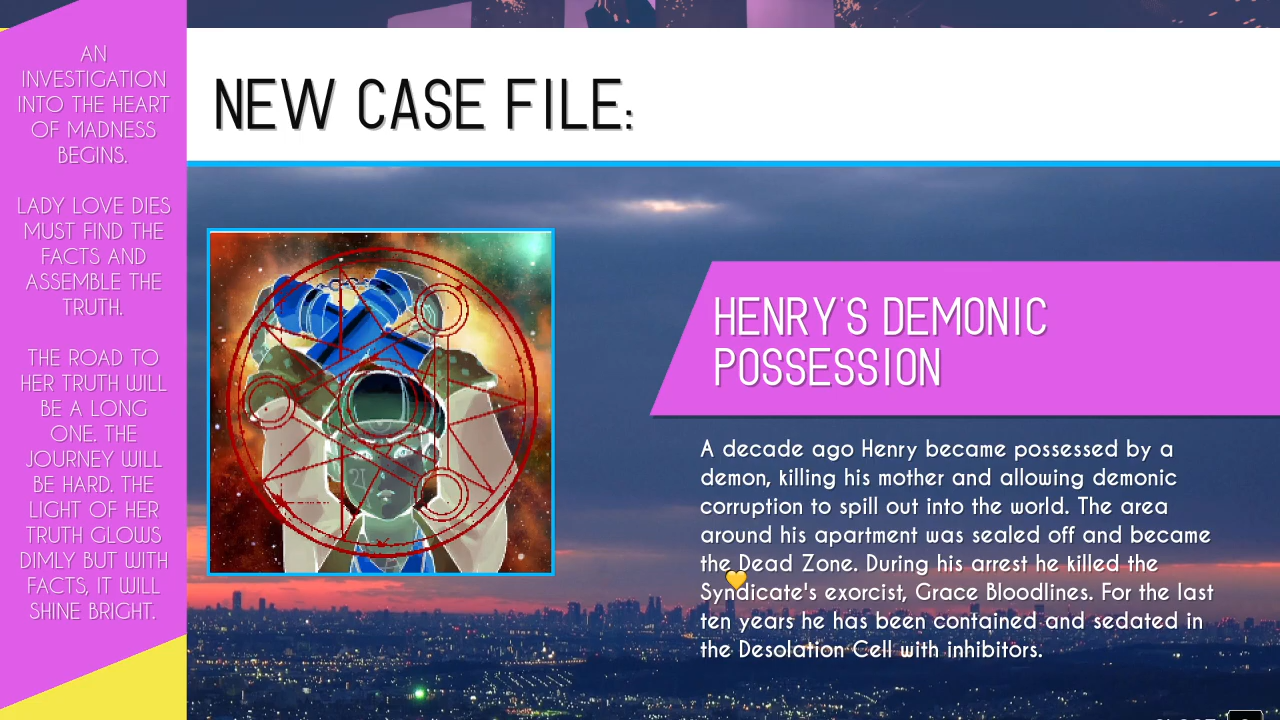 AN
INVESTIGATION
INTO THE HEART
OF MADNESS
BEGINS.
LADY LOVE DIES
MUST FIND THE
FACTS AND
ASSEMBLE THE
TRUTH.
THE ROAD TO
HER TRUTH WILL
BE A LONG
ONE. THE
JOURNEY WILL
BE HARD. THE
LIGHT OF HER
TRUTH GLOWS
DIMLY BUT WITH
FACTS, IT WILL
SHINE BRIGHT.
NEW CASE FILE:
HENRY'S DEMONIC
POSSESSION
A decade ago Henry became possessed by a
demon, killing his mother and allowing demonic
corruption to spill out into the world. The area
around his apartment was sealed off and became
the Dead Zone. During his arrest he killed the
Syndicate's exorcist, Grace Bloodlines. For the last
ten years he has been contained and sedated in
the Desolation Cell with inhibitors.